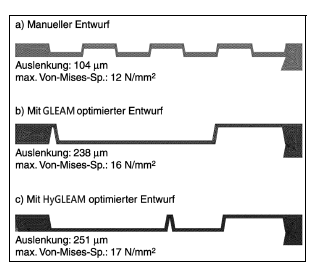 a) Manueller Entwurf
Auslenkung: 104 µm
max. Von-Mises-Sp.: 12 N/mm²
b) Mit GLEAM optimierter Entwurf
Auslenkung: 238 µm
max. Von-Mises-Sp.: 16 N/mm²
c) Mit HyGLEAM optimierter Entwurf
Auslenkung: 251 µm
max. Von-Mises-Sp.: 17 N/mm²